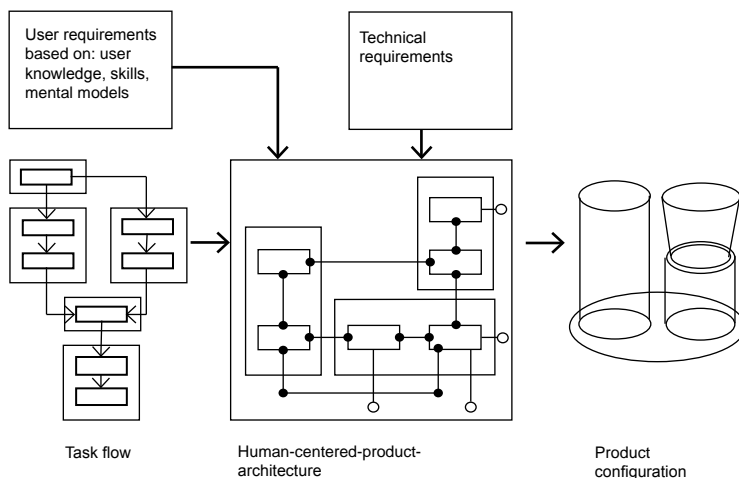 User requirements
based on: user
knowledge, skills,
mental models
Technical
requirements
Task flow
Human-centered-product-
architecture
Product
configuration